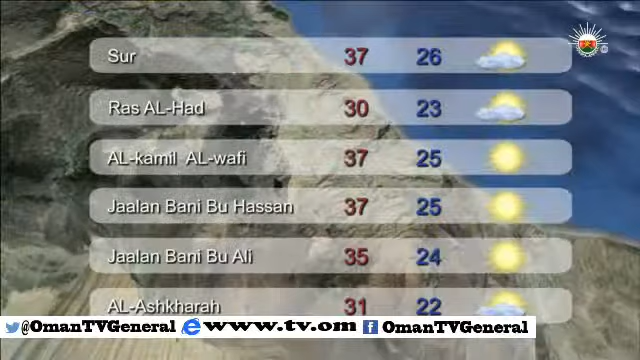 Sur 37 26
Ras AL-Had 30 23
AL-kamil AL-wafi 37 25
Jaalan Bani Bu Hassan 37 25
Jaalan Bani Bu Ali 35 24
AL-Ashkharah 31 22
@OmanTVGeneral www.tv.om OmanTVGeneral